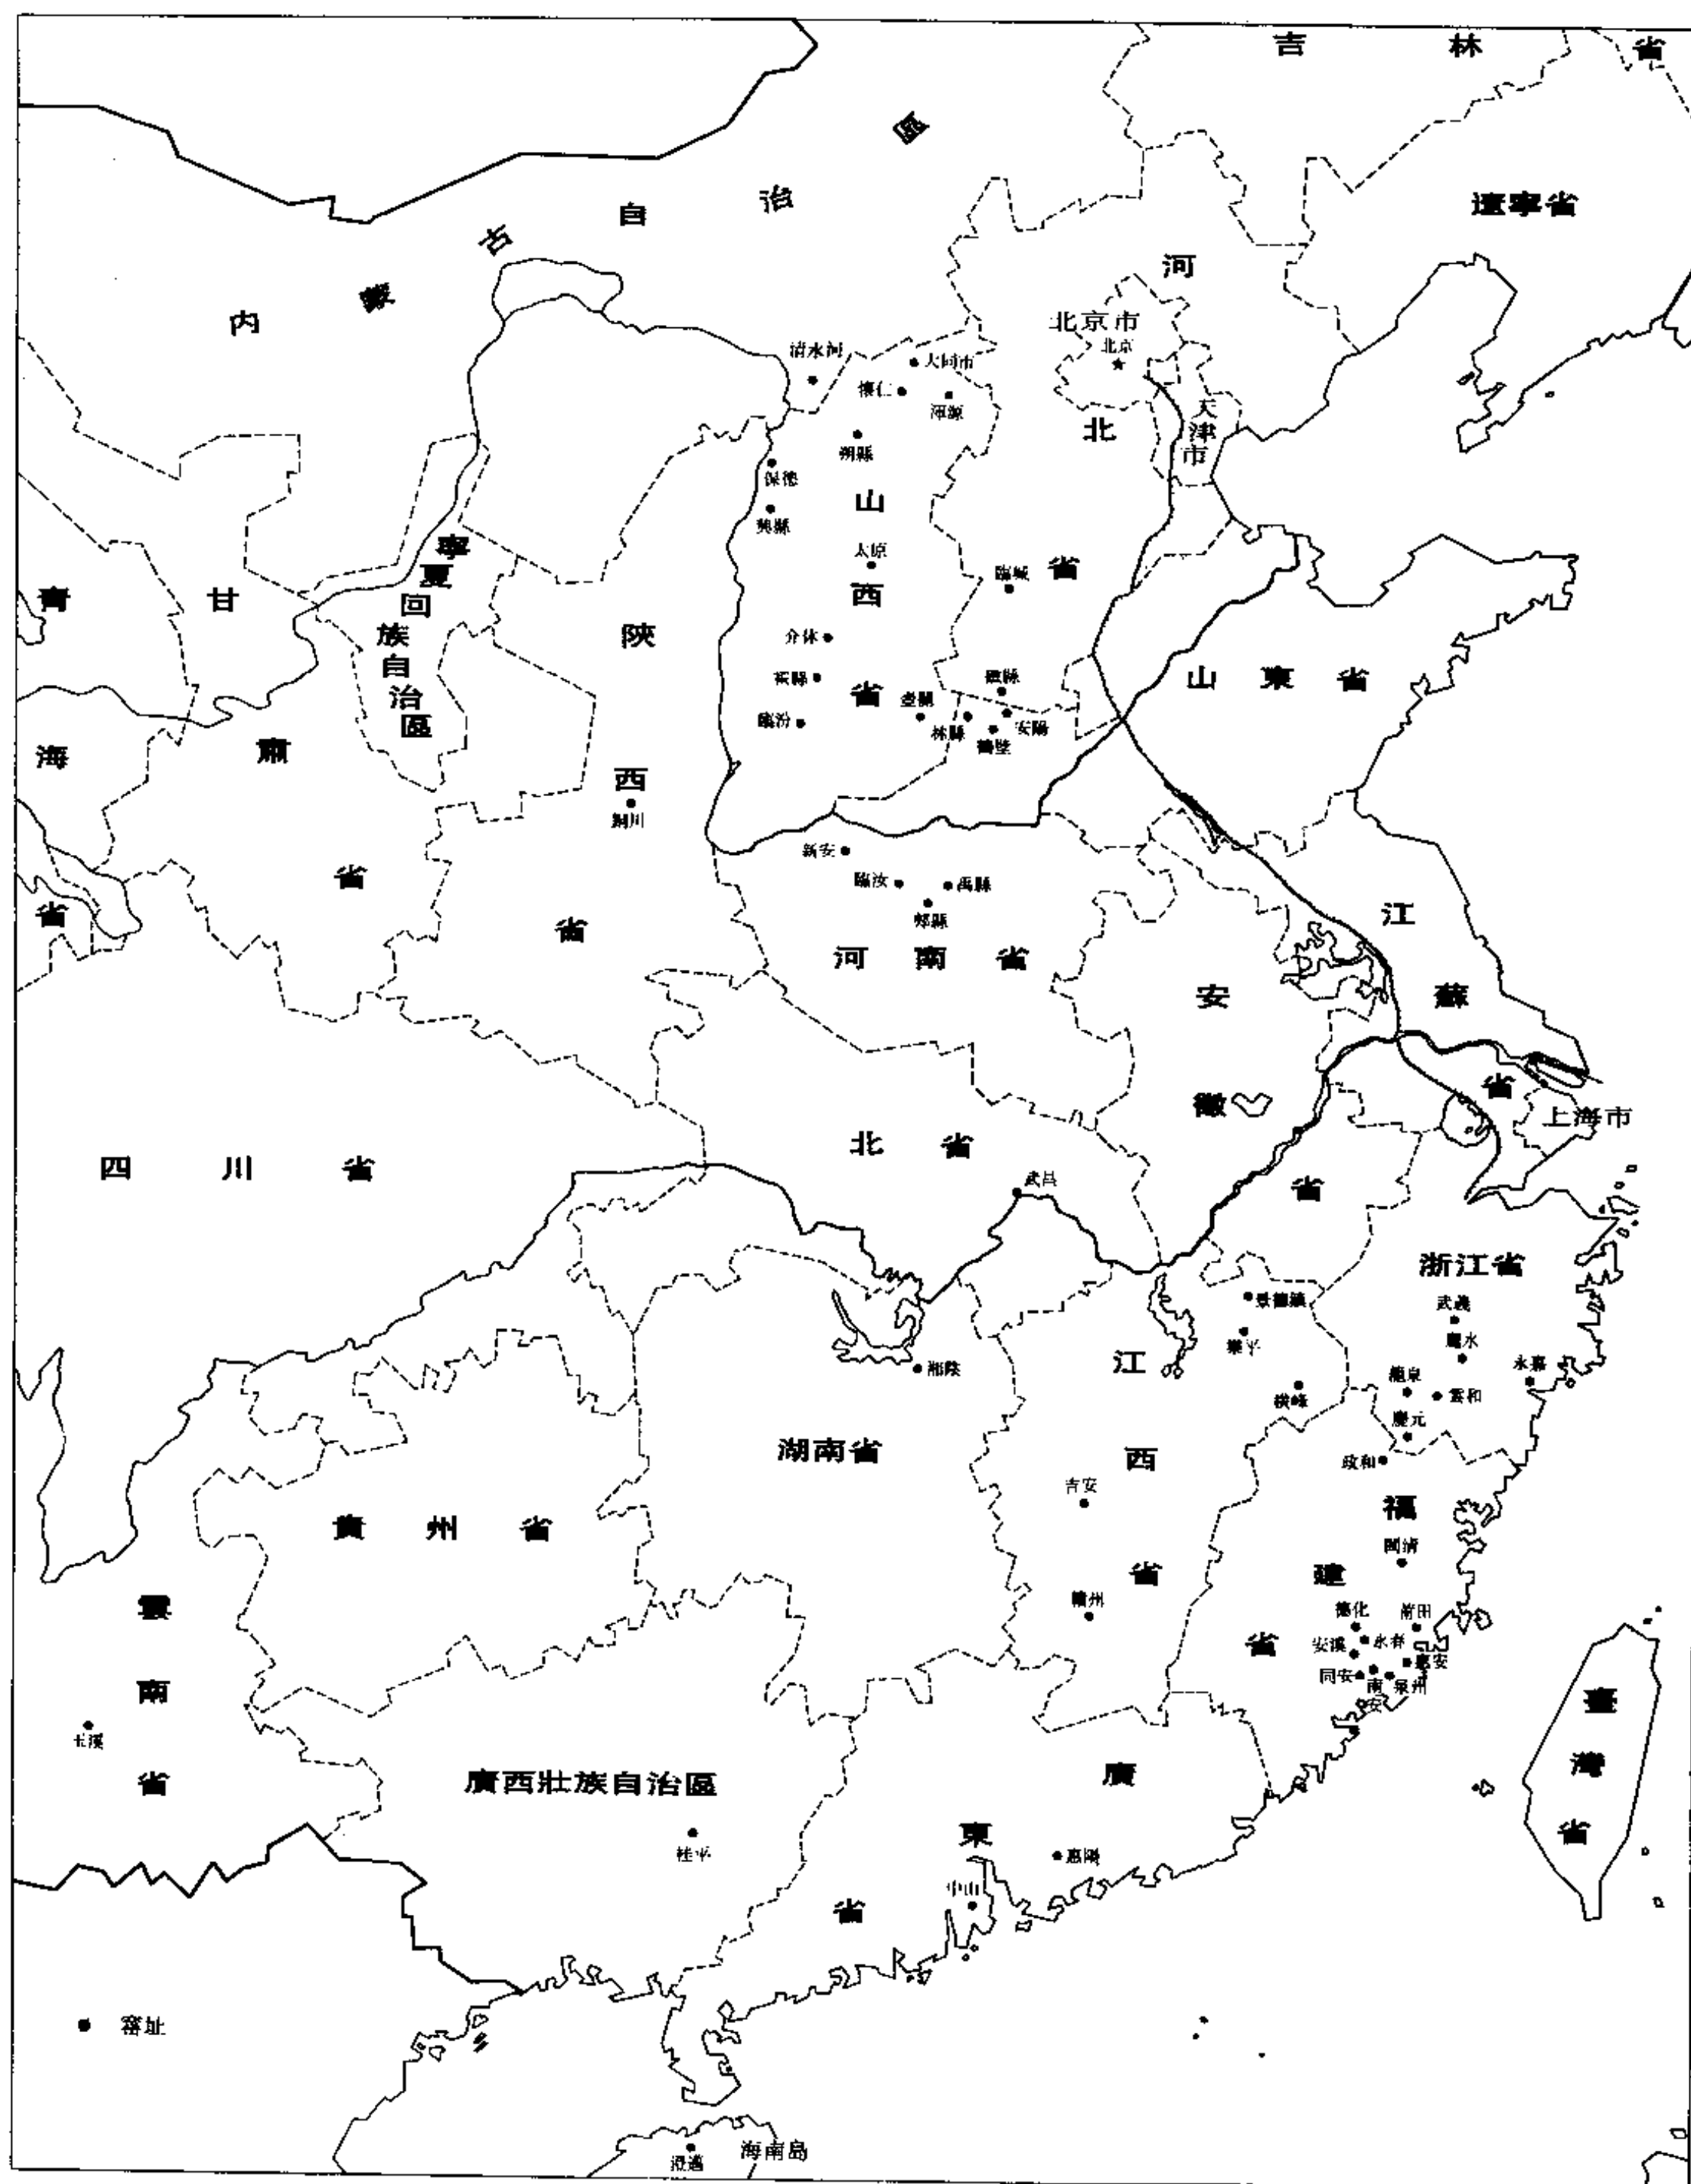 吉林省
內蒙古自治區
遼寧省
河北省
北京市
北京
天津市
清水河
大同市
懷仁
渾源
朔縣
保德
興縣
山西省
太原
臨城
介休
臨汾
壺關
磁縣
林縣
安陽
鶴壁
寧夏回族自治區
青海省
甘肅省
陝西省
銅川
山東省
新安
臨汝
禹縣
郟縣
河南省
江蘇省
安徽省
上海市
四川省
北省
武昌
浙江省
武義
麗水
永嘉
龍泉
雲和
慶元
景德鎮
樂平
橫峰
江西省
吉安
贛州
湘陰
湖南省
貴州省
政和
福建省
閩清
德化
莆田
永春
安溪
惠安
同安
南安
泉州
雲南省
玉溪
廣西壯族自治區
桂平
廣東省
惠陽
中山
臺灣省
窯址
海南島
澄邁